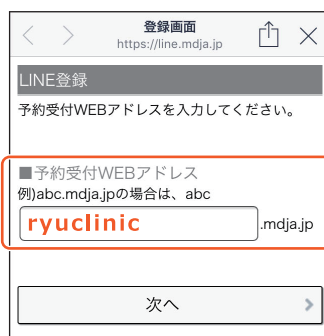 登録画面
https://line.mdja.jp
LINE登録
予約受付WEBアドレスを入力してください。
■予約受付WEBアドレス
例)abc.mdja.jpの場合は、abc
ryuclinic .mdja.jp
次へ